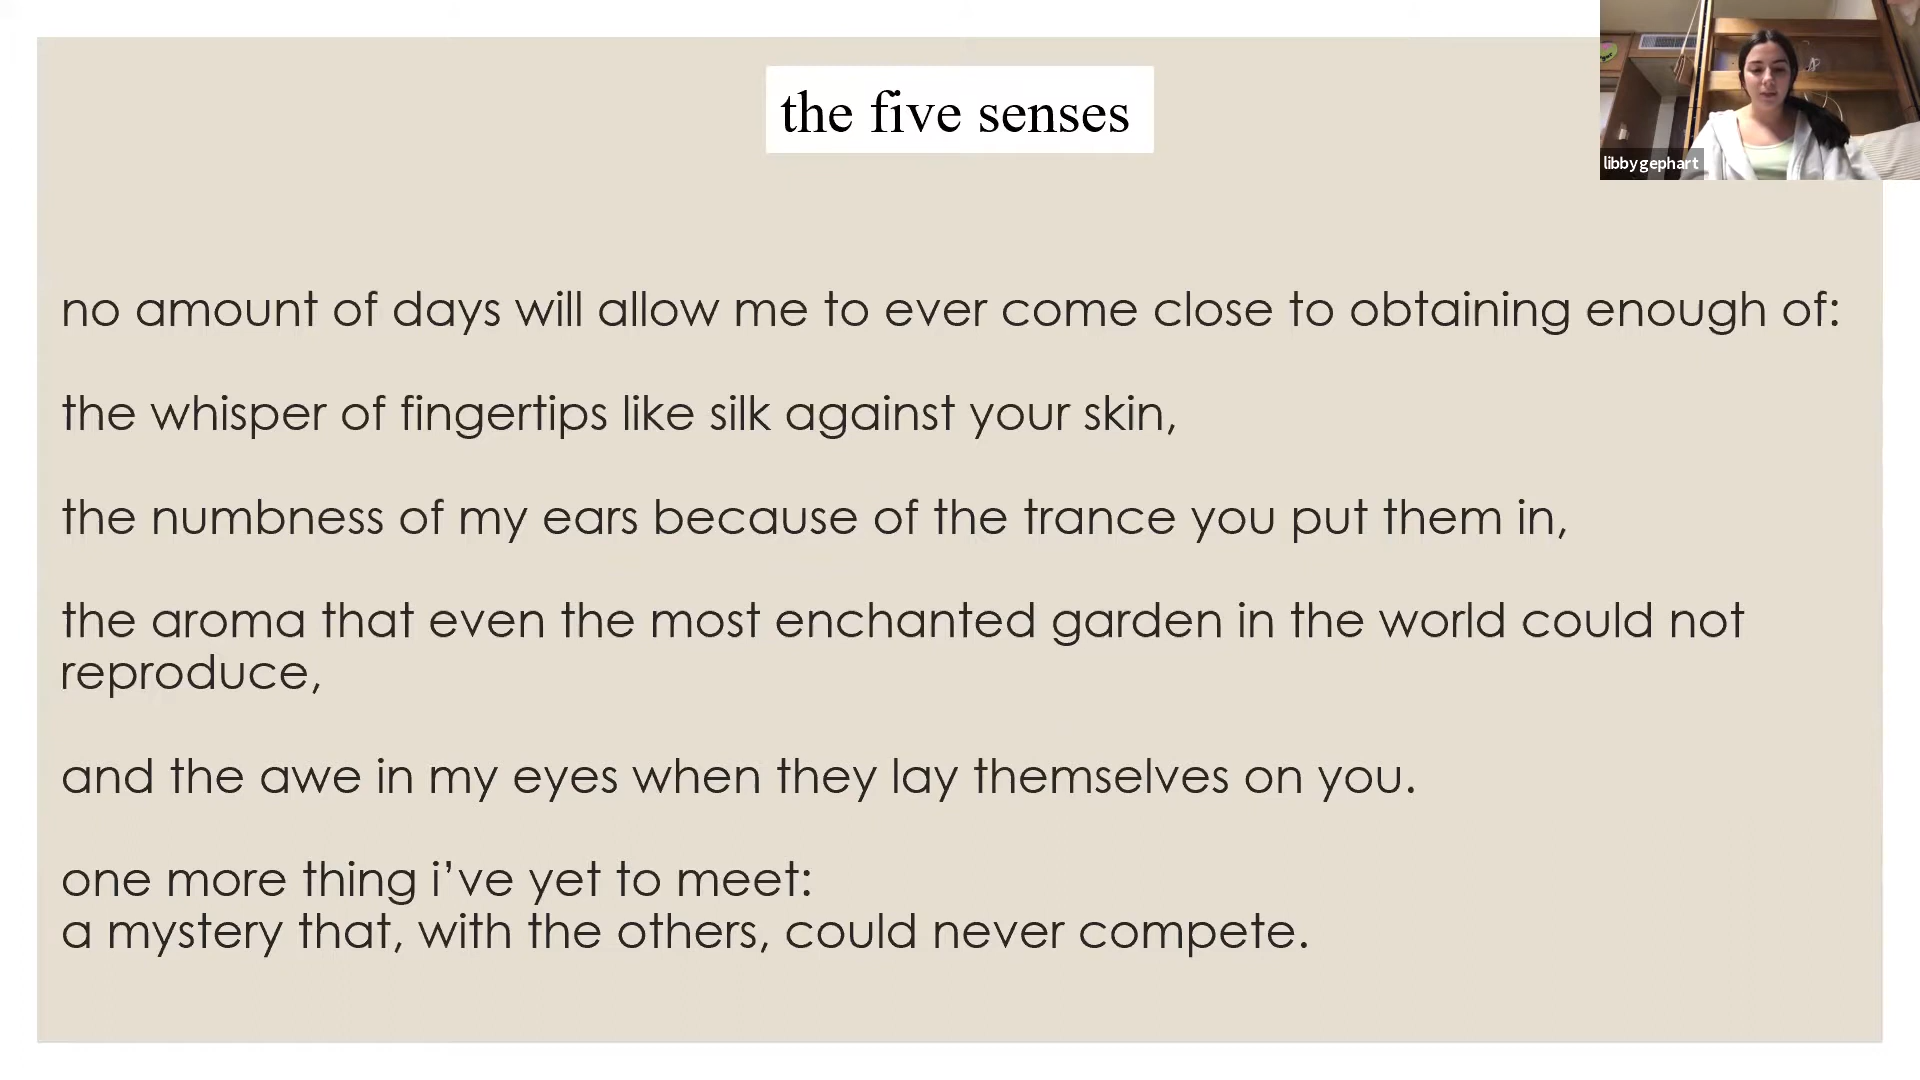 the five senses
libby gephart
no amount of days will allow me to ever come close to obtaining enough of:
the whisper of fingertips like silk against your skin,
the numbness of my ears because of the trance you put them in,
the aroma that even the most enchanted garden in the world could not
reproduce,
and the awe in my eyes when they lay themselves on you.
one more thing i’ve yet to meet:
a mystery that, with the others, could never compete.